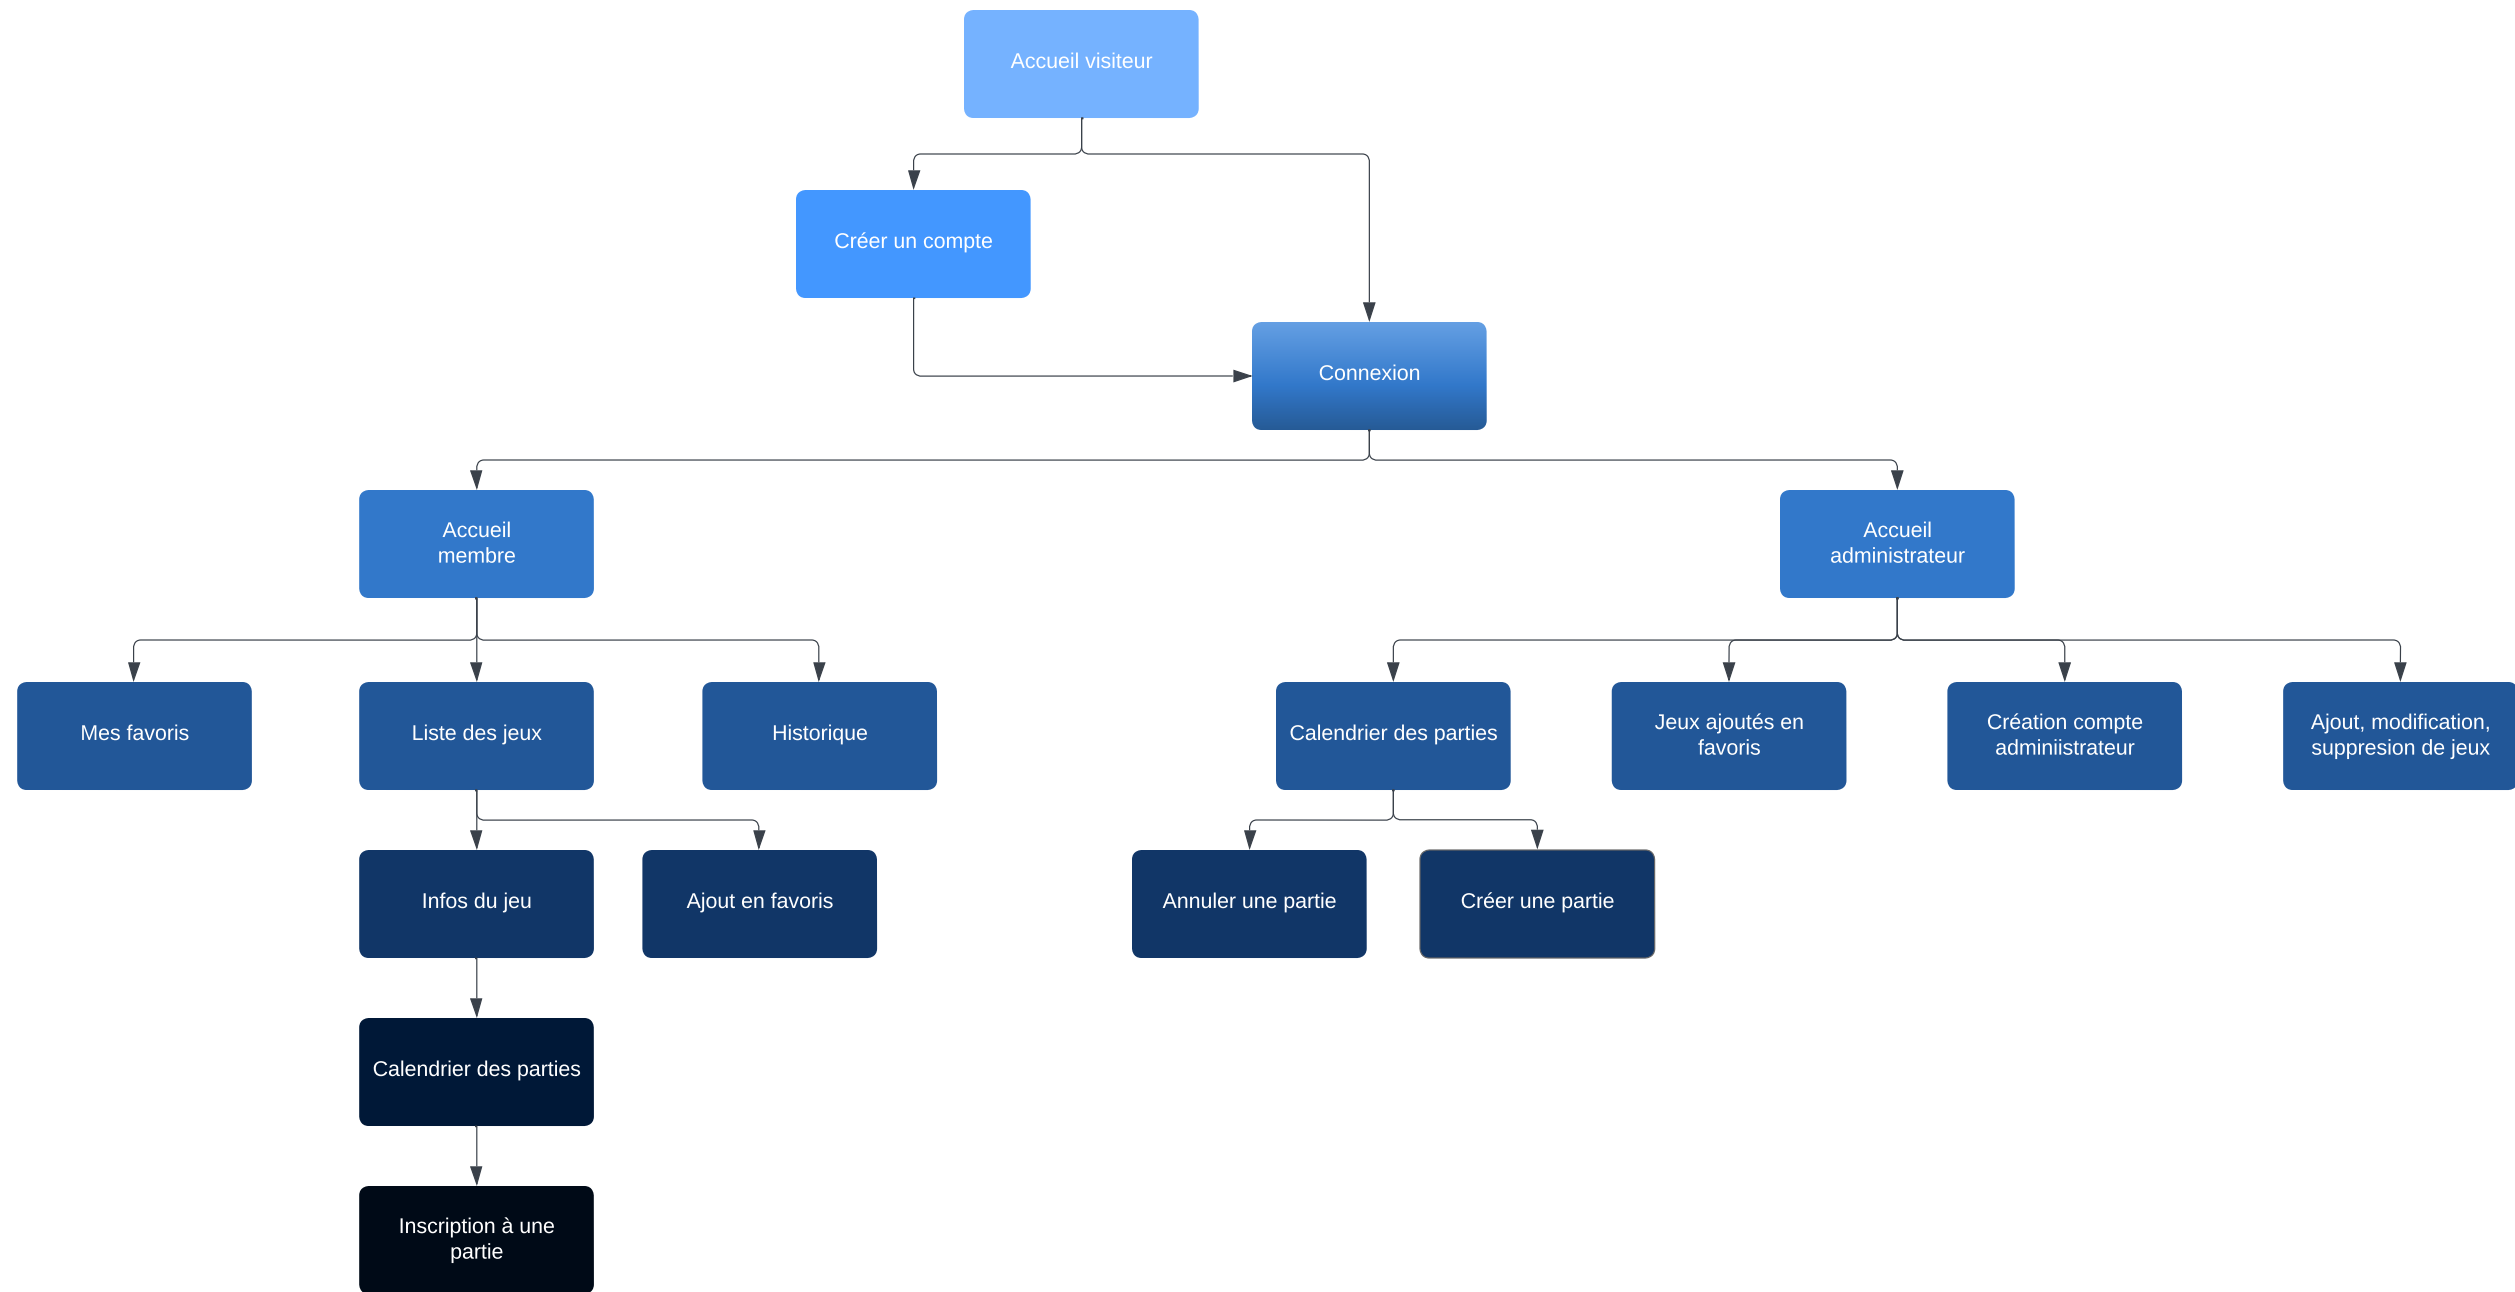 Accueil visiteur
Créer un compte
Connexion
Accueil
membre
Accueil
administrateur
Mes favoris
Liste des jeux
Historique
Calendrier des parties
Jeux ajoutés en
favoris
Création compte
adminiistrateur
Ajout, modification,
suppresion de jeux
Infos du jeu
Ajout en favoris
Annuler une partie
Créer une partie
Calendrier des parties
Inscription à une
partie